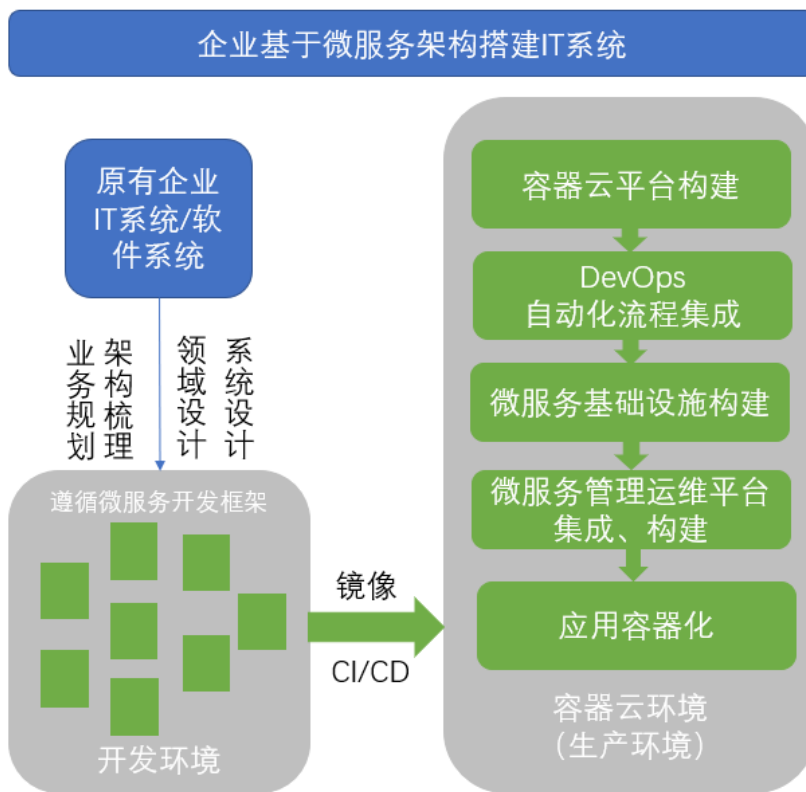 企业基于微服务架构搭建IT系统
原有企业
IT系统/软
件系统
业务规划
架构梳理
领域设计
系统设计
遵循微服务开发框架
开发环境
镜像
CI/CD
容器云平台构建
DevOps
自动化流程集成
微服务基础设施构建
微服务管理运维平台
集成、构建
应用容器化
容器云环境
（生产环境）